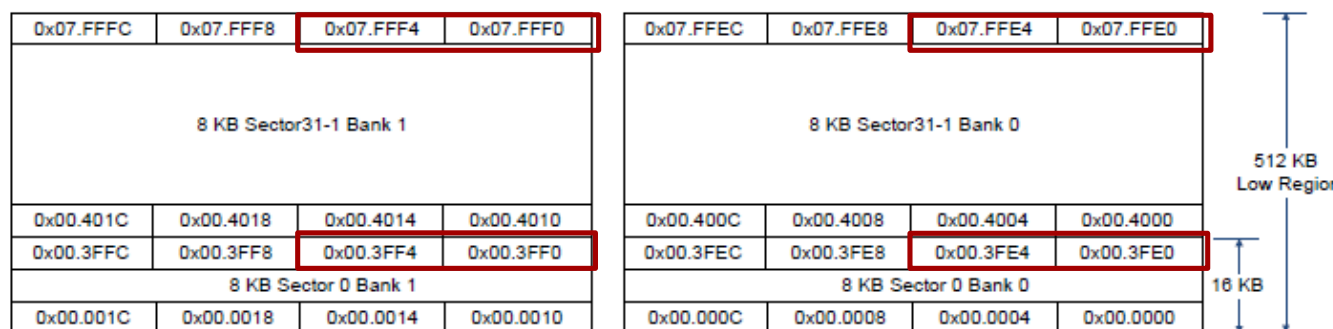 0x07.FFFC 0x07.FFF8 0x07.FFF4 0x07.FFF0 0x07.FFEC 0x07.FFE8 0x07.FFE4 0x07.FFE0
8 KB Sector31-1 Bank 1 8 KB Sector31-1 Bank 0
512 KB
Low Region
0x00.401C 0x00.4018 0x00.4014 0x00.4010 0x00.400C 0x00.4008 0x00.4004 0x00.4000
0x00.3FFC 0x00.3FF8 0x00.3FF4 0x00.3FF0 0x00.3FEC 0x00.3FE8 0x00.3FE4 0x00.3FE0
8 KB Sector 0 Bank 1 8 KB Sector 0 Bank 0 16 KB
0x00.001C 0x00.0018 0x00.0014 0x00.0010 0x00.000C 0x00.0008 0x00.0004 0x00.0000